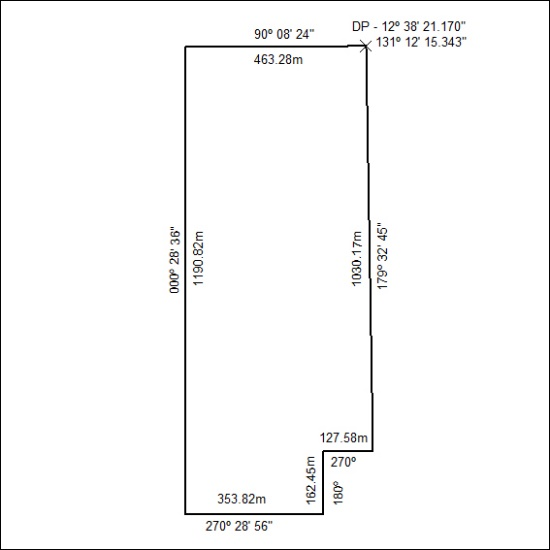 90º 08' 24"
DP - 12º 38' 21.170"
131º 12' 15.343"
463.28m
000º 28' 36"
1190.82m
1030.17m
179º 32' 45"
127.58m
270º
162.45m
180º
353.82m
270º 28' 56"